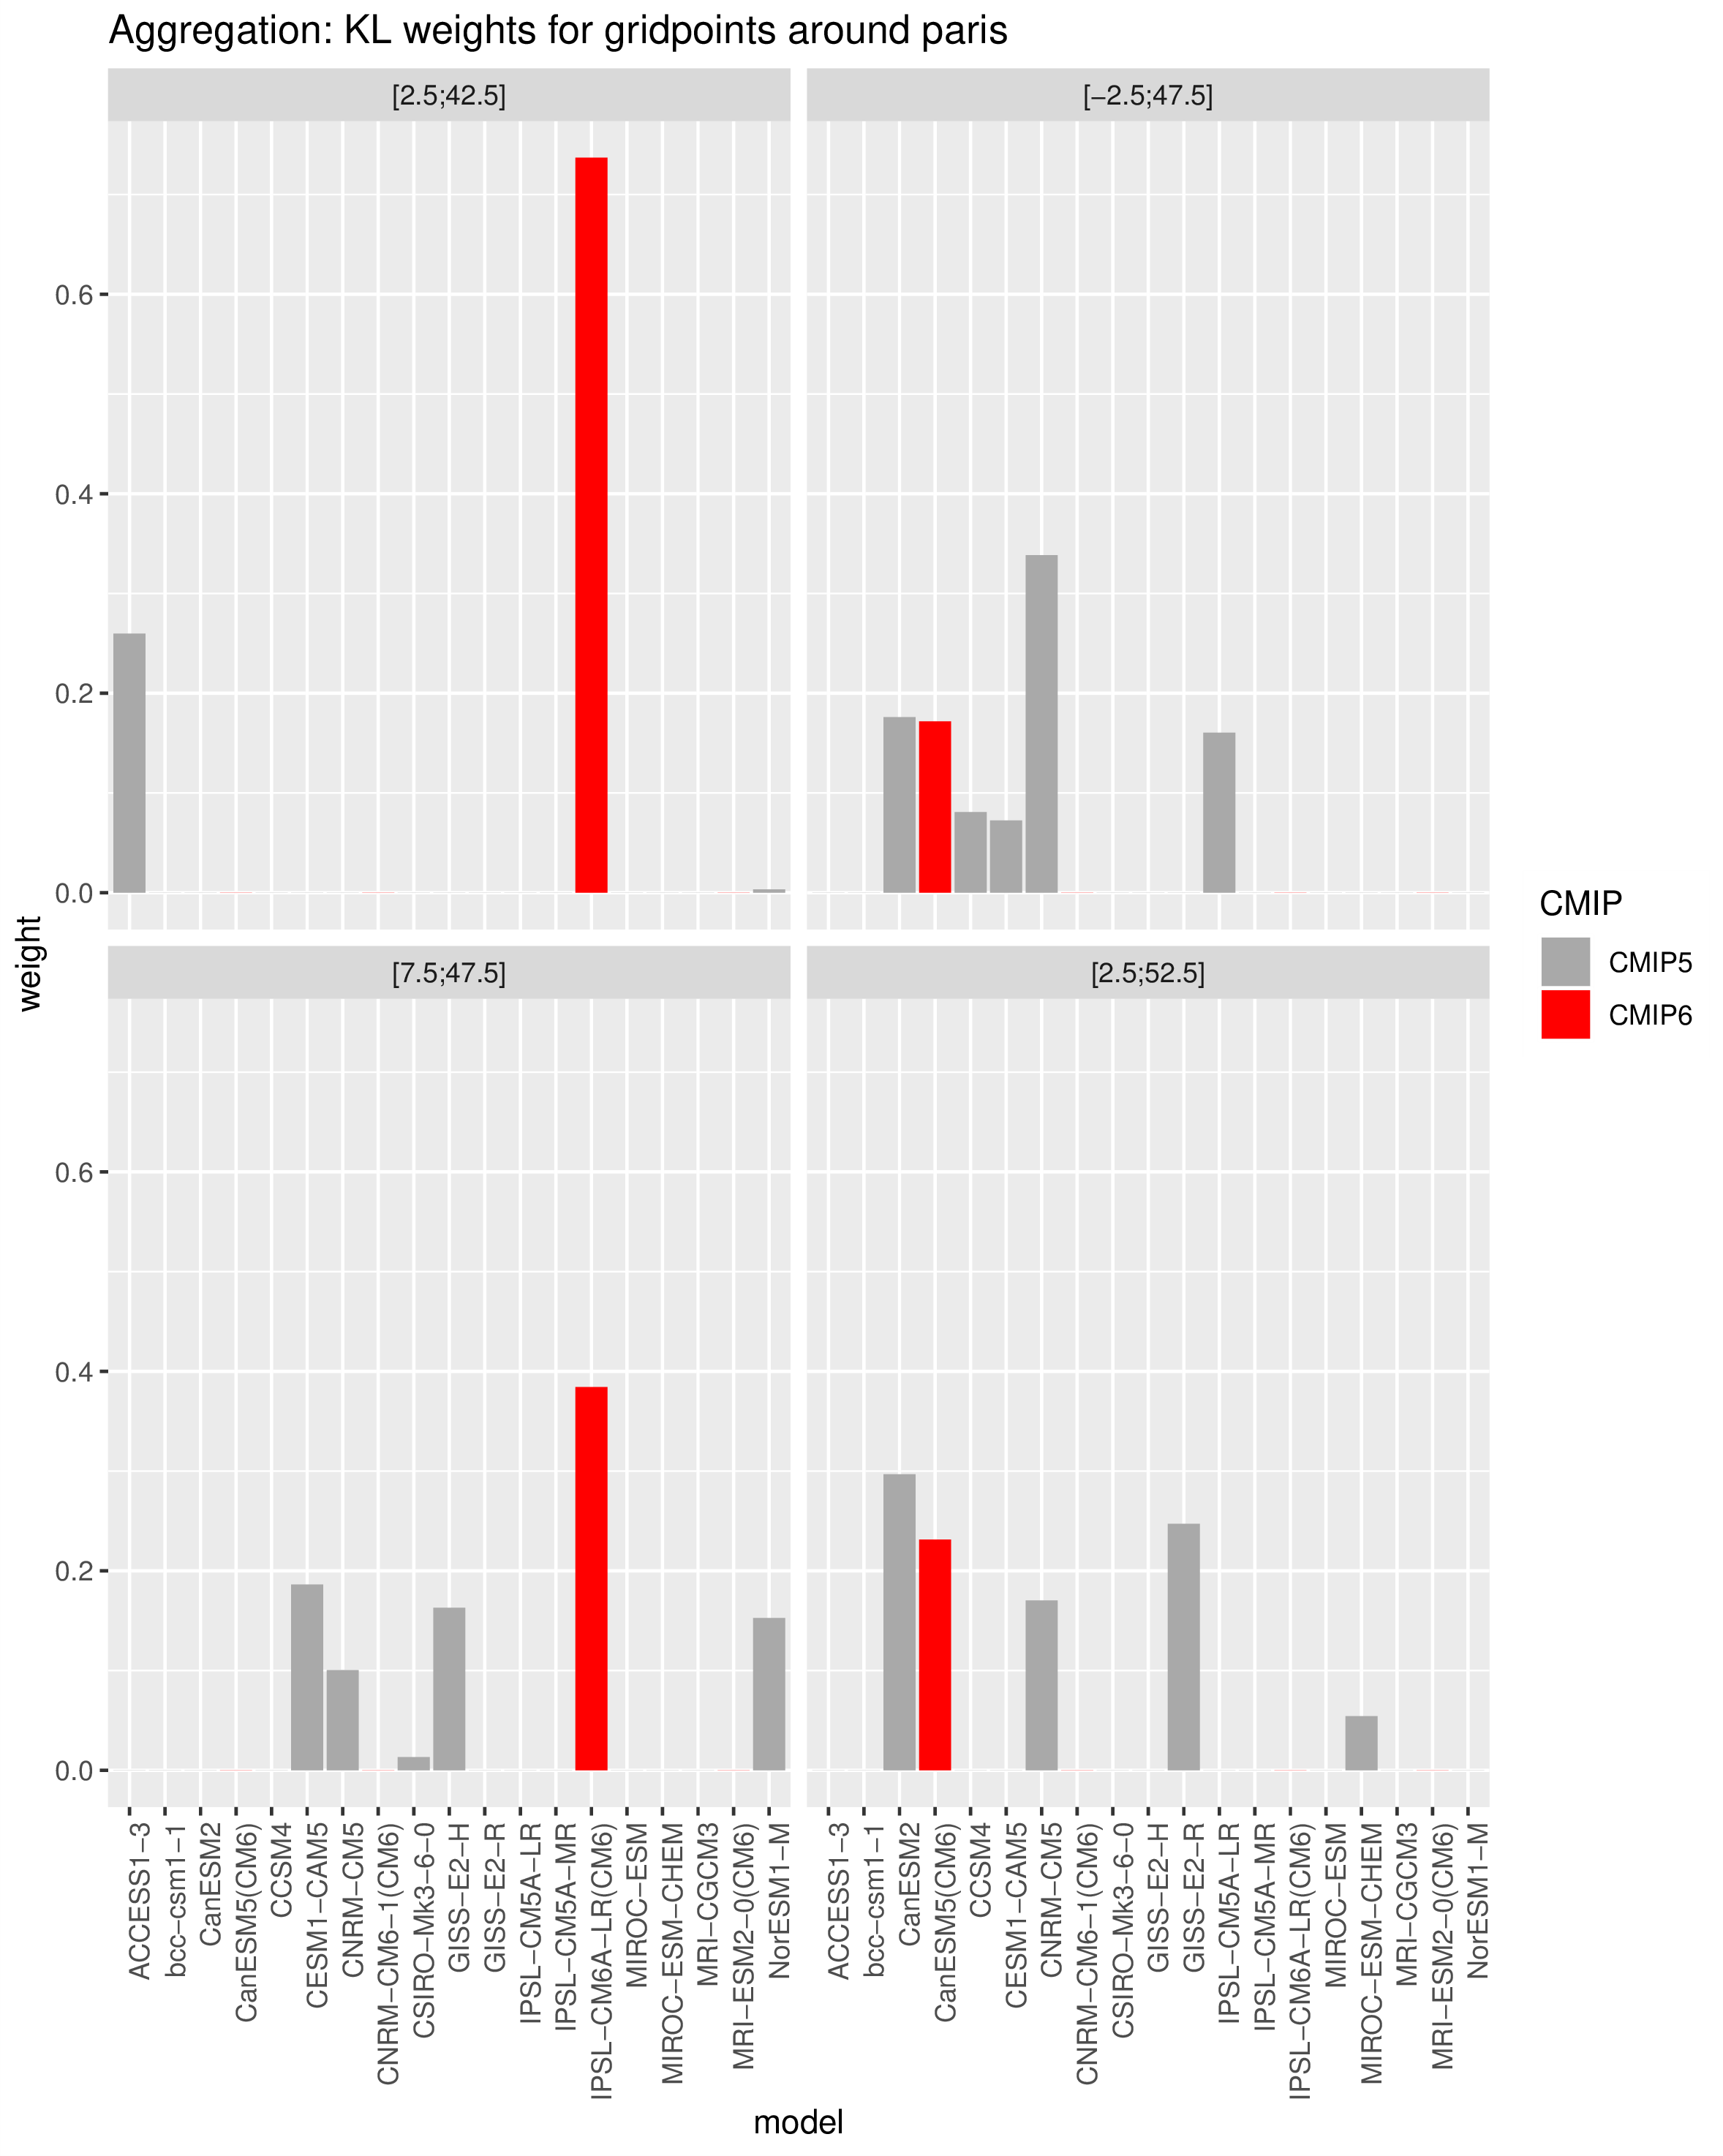 Aggregation: KL weights for gridpoints around paris
[2.5;42.5]
[−2.5;47.5]
0.6
0.4
0.2
0.0
weight
[7.5;47.5]
[2.5;52.5]
0.6
0.4
0.2
0.0
ACCESS1−3
bcc−csm1−1
CanESM2
CanESM5(CM6)
CCSM4
CESM1−CAM5
CNRM−CM5
CNRM−CM6−1(CM6)
CSIRO−Mk3−6−0
GISS−E2−H
GISS−E2−R
IPSL−CM5A−LR
IPSL−CM5A−MR
IPSL−CM6A−LR(CM6)
MIROC−ESM
MIROC−ESM−CHEM
MRI−CGCM3
MRI−ESM2−0(CM6)
NorESM1−M
ACCESS1−3
bcc−csm1−1
CanESM2
CanESM5(CM6)
CCSM4
CESM1−CAM5
CNRM−CM5
CNRM−CM6−1(CM6)
CSIRO−Mk3−6−0
GISS−E2−H
GISS−E2−R
IPSL−CM5A−LR
IPSL−CM5A−MR
IPSL−CM6A−LR(CM6)
MIROC−ESM
MIROC−ESM−CHEM
MRI−CGCM3
MRI−ESM2−0(CM6)
NorESM1−M
model
CMIP
CMIP5
CMIP6